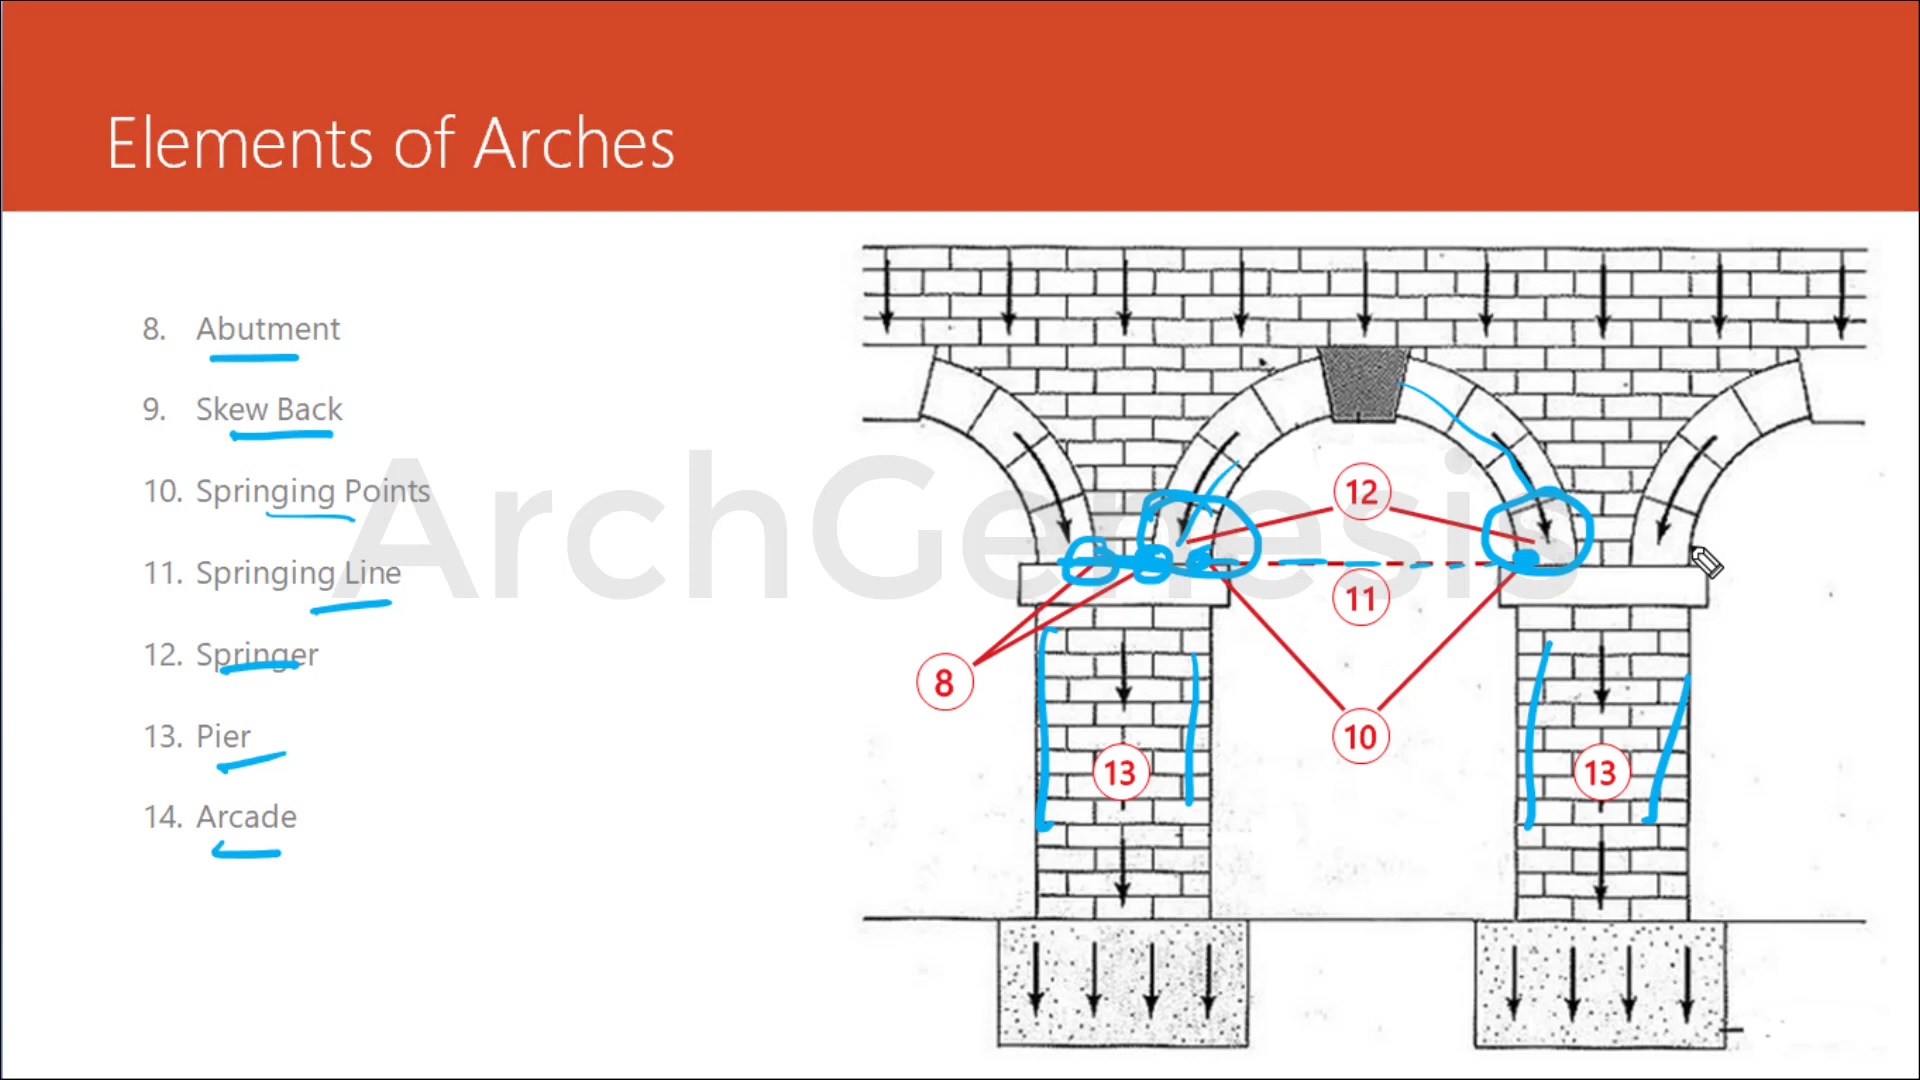 Elements of Arches
8. Abutment
9. Skew Back
10. Springing Points
11. Springing Line
12. Springer
13. Pier
14. Arcade
ArchGenesis
12
11
8
10
13
13